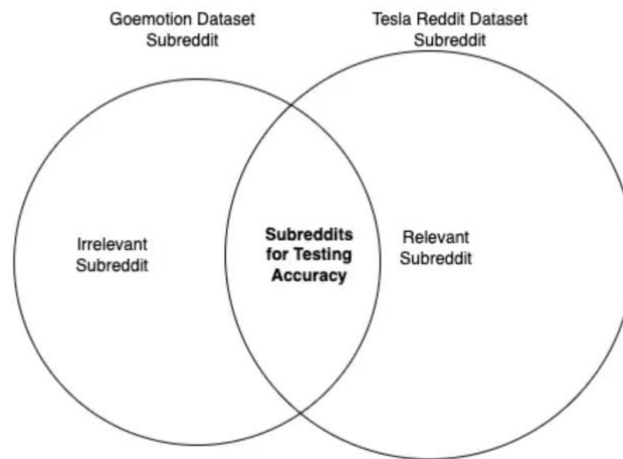 Goemotion Dataset
Subreddit
Tesla Reddit Dataset
Subreddit
Irrelevant
Subreddit
Subreddits
for Testing
Accuracy
Relevant
Subreddit